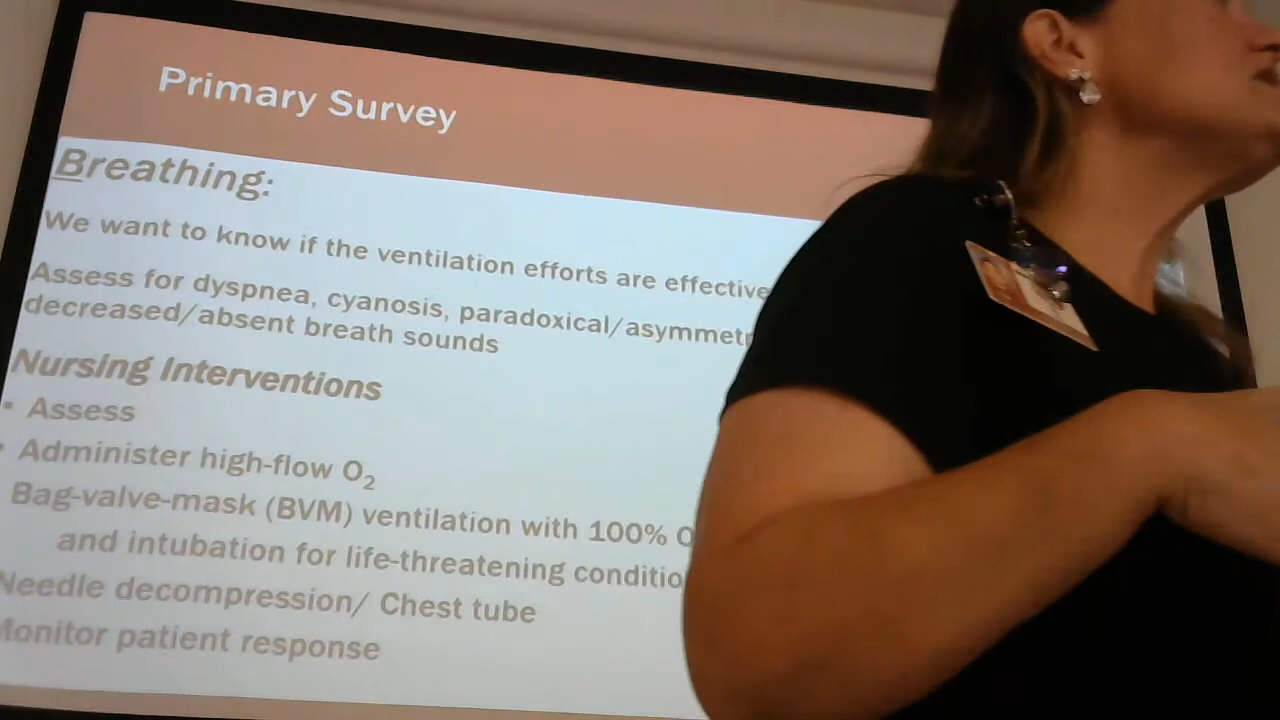 Primary Survey
Breathing:
We want to know if the ventilation efforts are effective
Assess for dyspnea, cyanosis, paradoxical/asymmetr
decreased/absent breath sounds
Nursing Interventions
• Assess
• Administer high-flow O₂
Bag-valve-mask (BVM) ventilation with 100% O
and intubation for life-threatening conditio
Needle decompression/ Chest tube
Monitor patient response